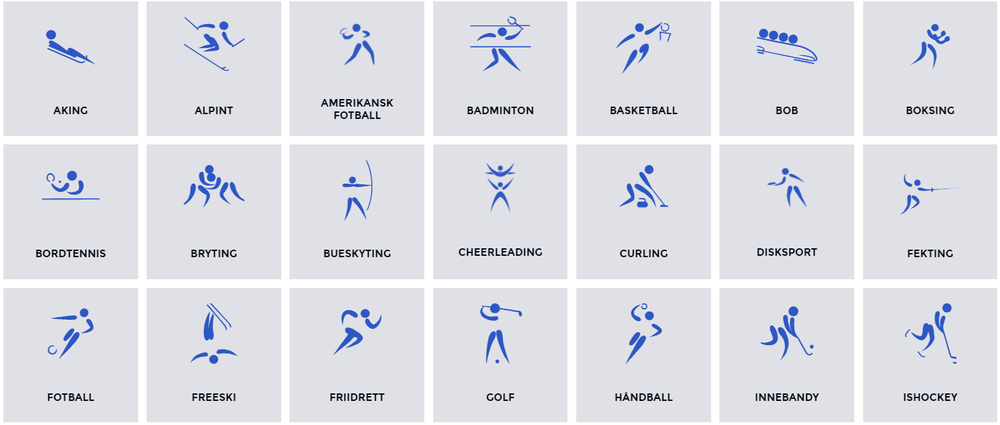 AKING
ALPINT
AMERIKANSK
FOTBALL
BADMINTON
BASKETBALL
BOB
BOKSING
BORDTENNIS
BRYTING
BUESKYTING
CHEERLEADING
CURLING
DISKSPORT
FEKTING
FOTBALL
FREESKI
FRIIDRETT
GOLF
HÅNDBALL
INNEBANDY
ISHOCKEY